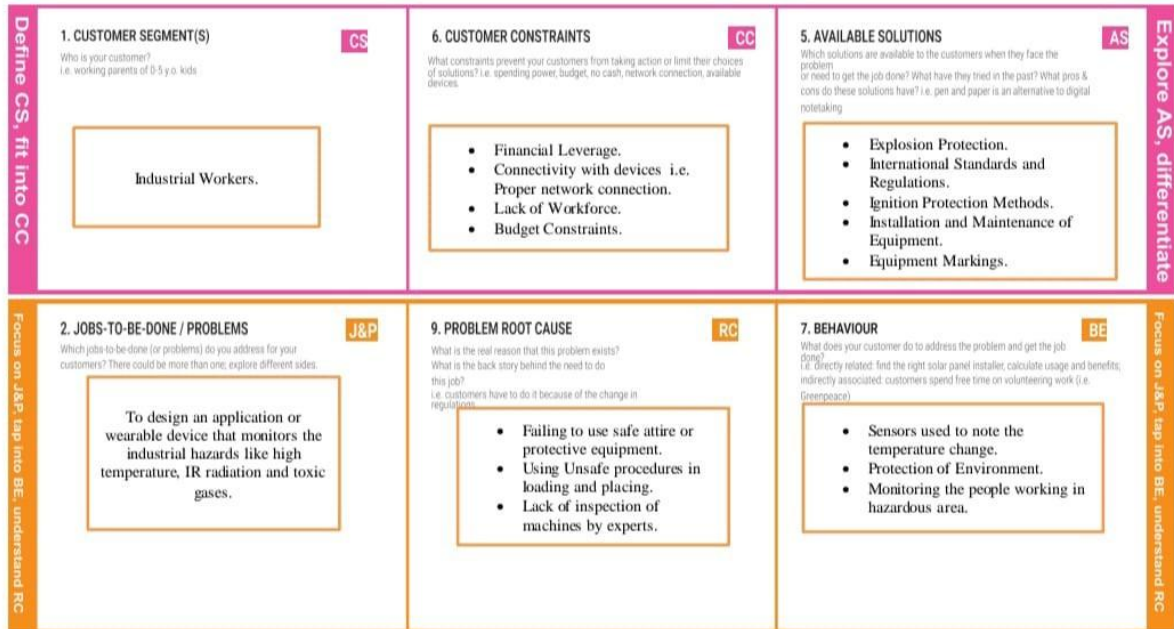 Define CS, fit into CC
1. CUSTOMER SEGMENT(S)
CS
Who is your customer?
i.e. working parents of 0-5 y.o. kids
Industrial Workers.
6. CUSTOMER CONSTRAINTS
CC
What constraints prevent your customers from taking action or limit their choices
of solutions? i.e. spending power, budget, no cash, network connection, available
devices.
• Financial Leverage.
• Connectivity with devices i.e.
Proper network connection.
• Lack of Workforce.
• Budget Constraints.
5. AVAILABLE SOLUTIONS
AS
Which solutions are available to the customers when they face the
problem
or need to get the job done? What have they tried in the past? What pros &
cons do these solutions have? i.e. pen and paper is an alternative to digital
notetaking
• Explosion Protection.
• International Standards and
Regulations.
• Ignition Protection Methods.
• Installation and Maintenance of
Equipment.
• Equipment Markings.
Explore AS, differentiate
Focus on J&P, tap into BE, understand RC
2. JOBS-TO-BE-DONE / PROBLEMS
J&P
Which jobs-to-be-done (or problems) do you address for your
customers? There could be more than one; explore different sides.
To design an application or
wearable device that monitors the
industrial hazards like high
temperature, IR radiation and toxic
gases.
9. PROBLEM ROOT CAUSE
RC
What is the real reason that this problem exists?
What is the back story behind the need to do
this job?
i.e. customers have to do it because of the change in
regulations.
• Failing to use safe attire or
protective equipment.
• Using Unsafe procedures in
loading and placing.
• Lack of inspection of
machines by experts.
7. BEHAVIOUR
BE
What does your customer do to address the problem and get the job
done?
i.e. directly related: find the right solar panel installer, calculate usage and benefits;
indirectly associated: customers spend free time on volunteering work (i.e.
Greenpeace)
• Sensors used to note the
temperature change.
• Protection of Environment.
• Monitoring the people working in
hazardous area.
Focus on J&P, tap into BE, understand RC